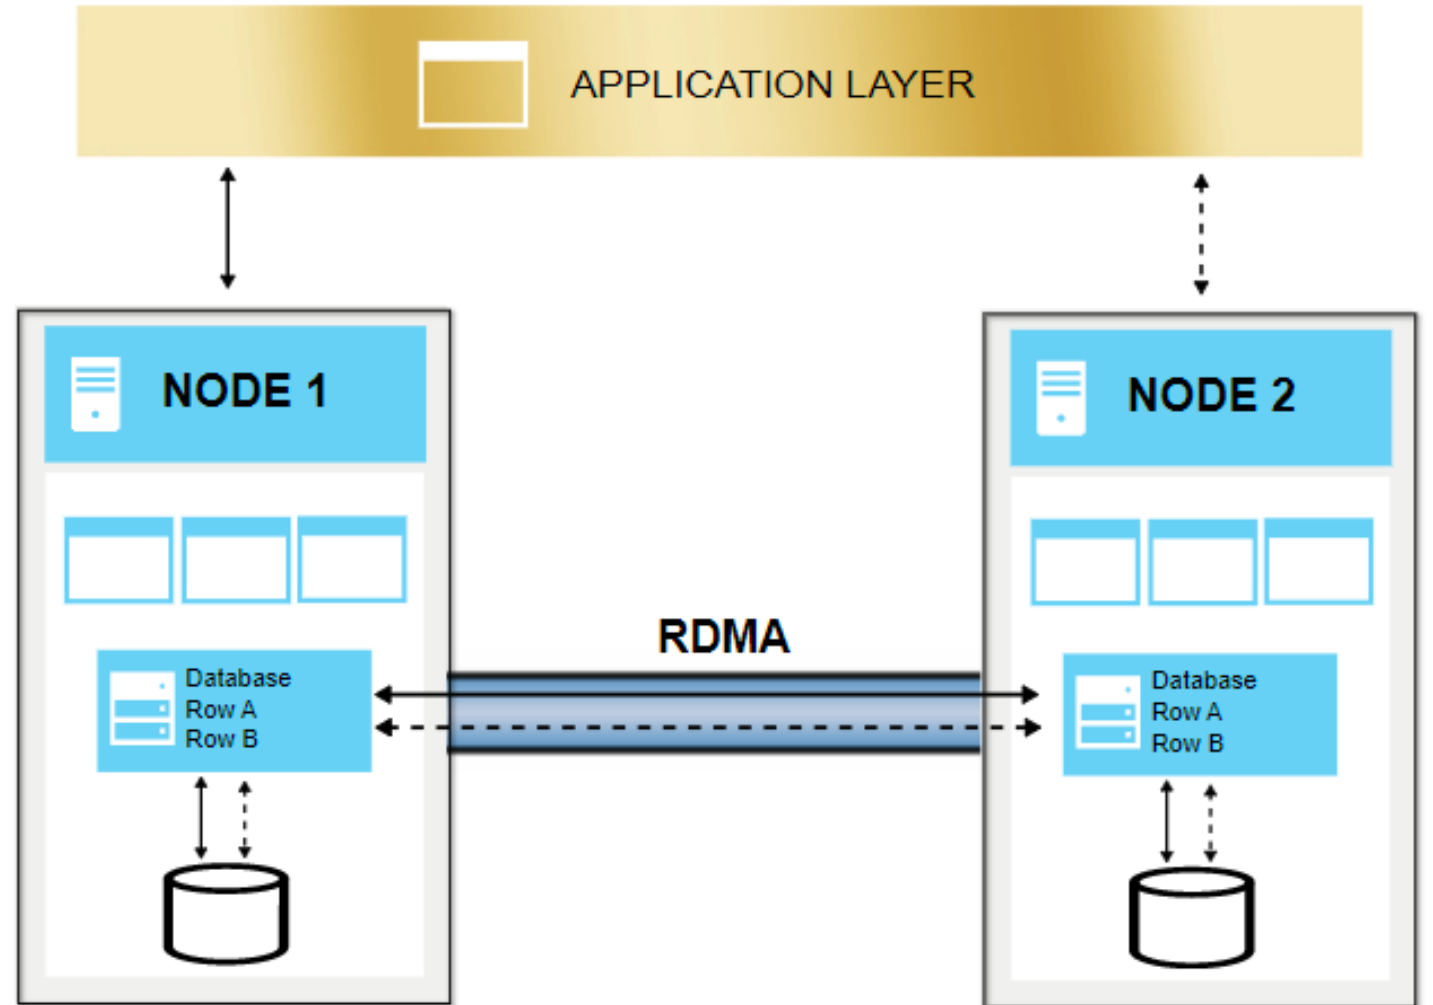 APPLICATION LAYER
NODE 1
NODE 2
RDMA
Database
Row A
Row B
Database
Row A
Row B